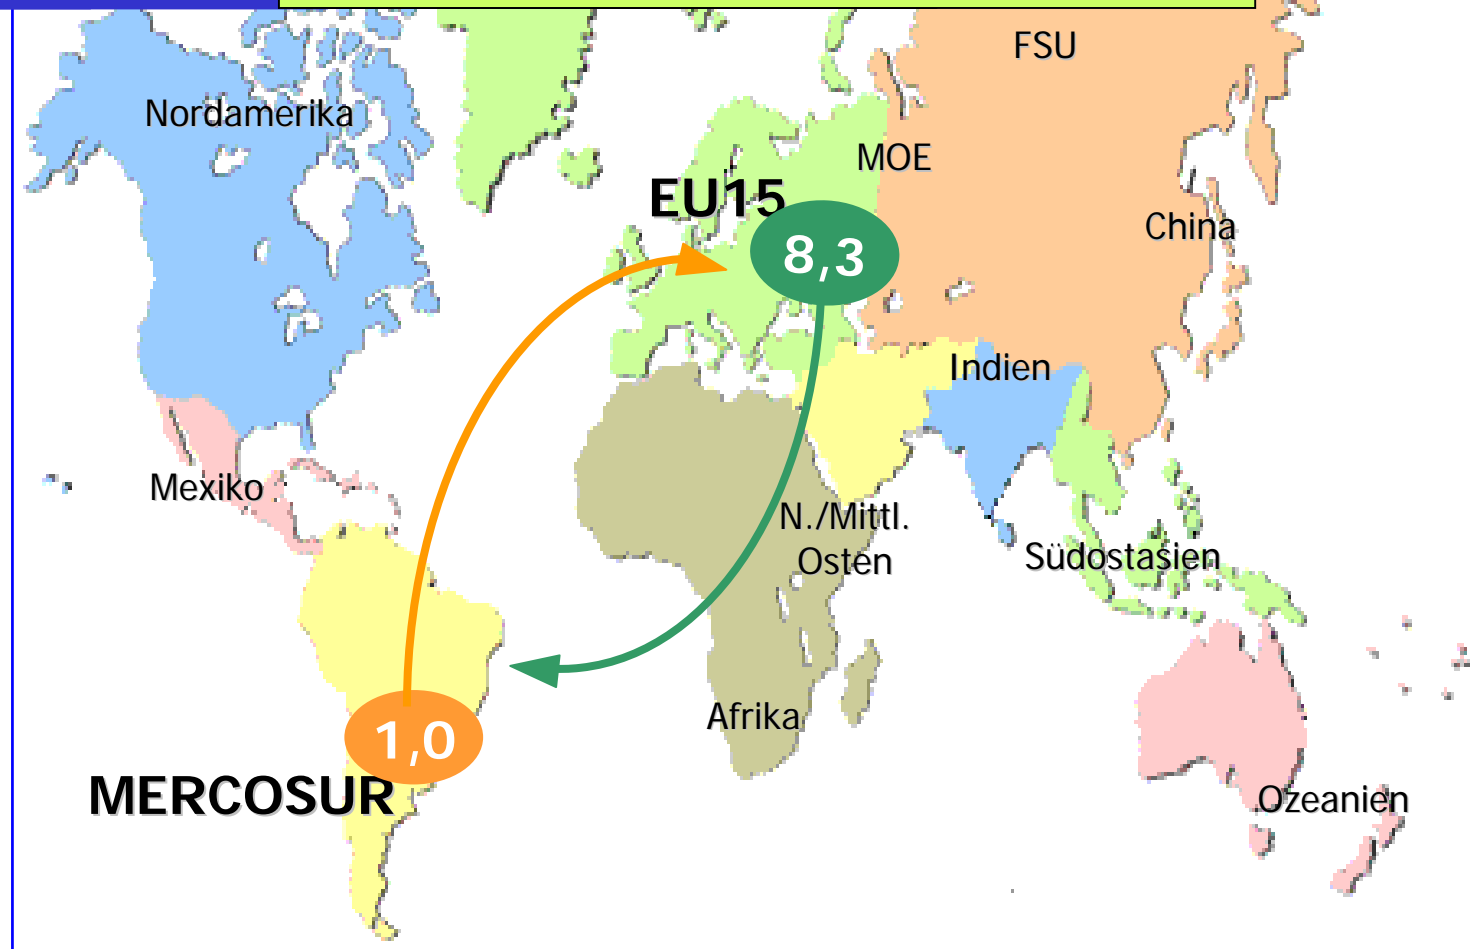 FSU
Nordamerika
MOE
EU15
China
8,3
Indien
Mexiko
N./Mittl.
Osten
Südostasien
Afrika
1,0
MERCOSUR
Ozeanien